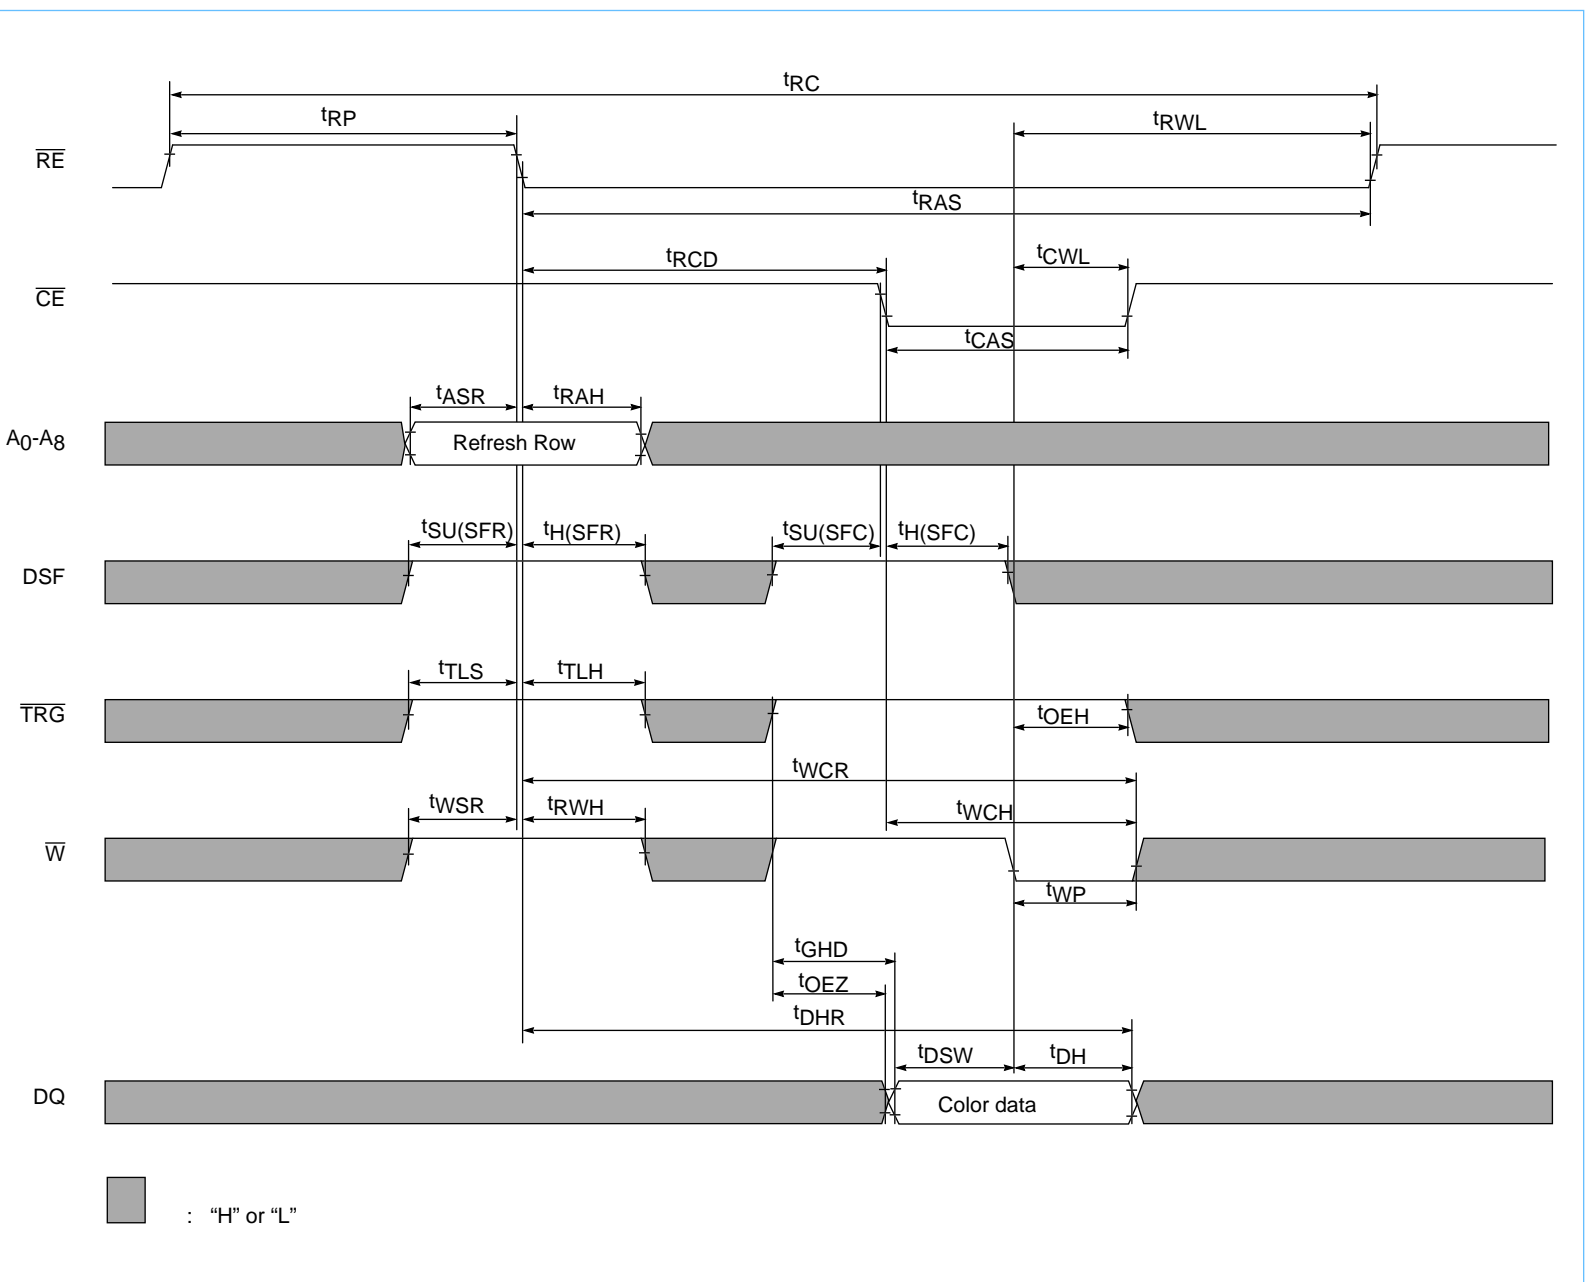 tRC
tRP
tRWL
RE
tRAS
tRCD
tCWL
CE
tCAS
tASR
tRAH
A0-A8
Refresh Row
tSU(SFR)
tH(SFR)
tSU(SFC)
tH(SFC)
DSF
tTLS
tTLH
TRG
tOEH
tWCR
tWSR
tRWH
tWCH
W
tWP
tGHD
tOEZ
tDHR
tDSW
tDH
DQ
Color data
: “H” or “L”